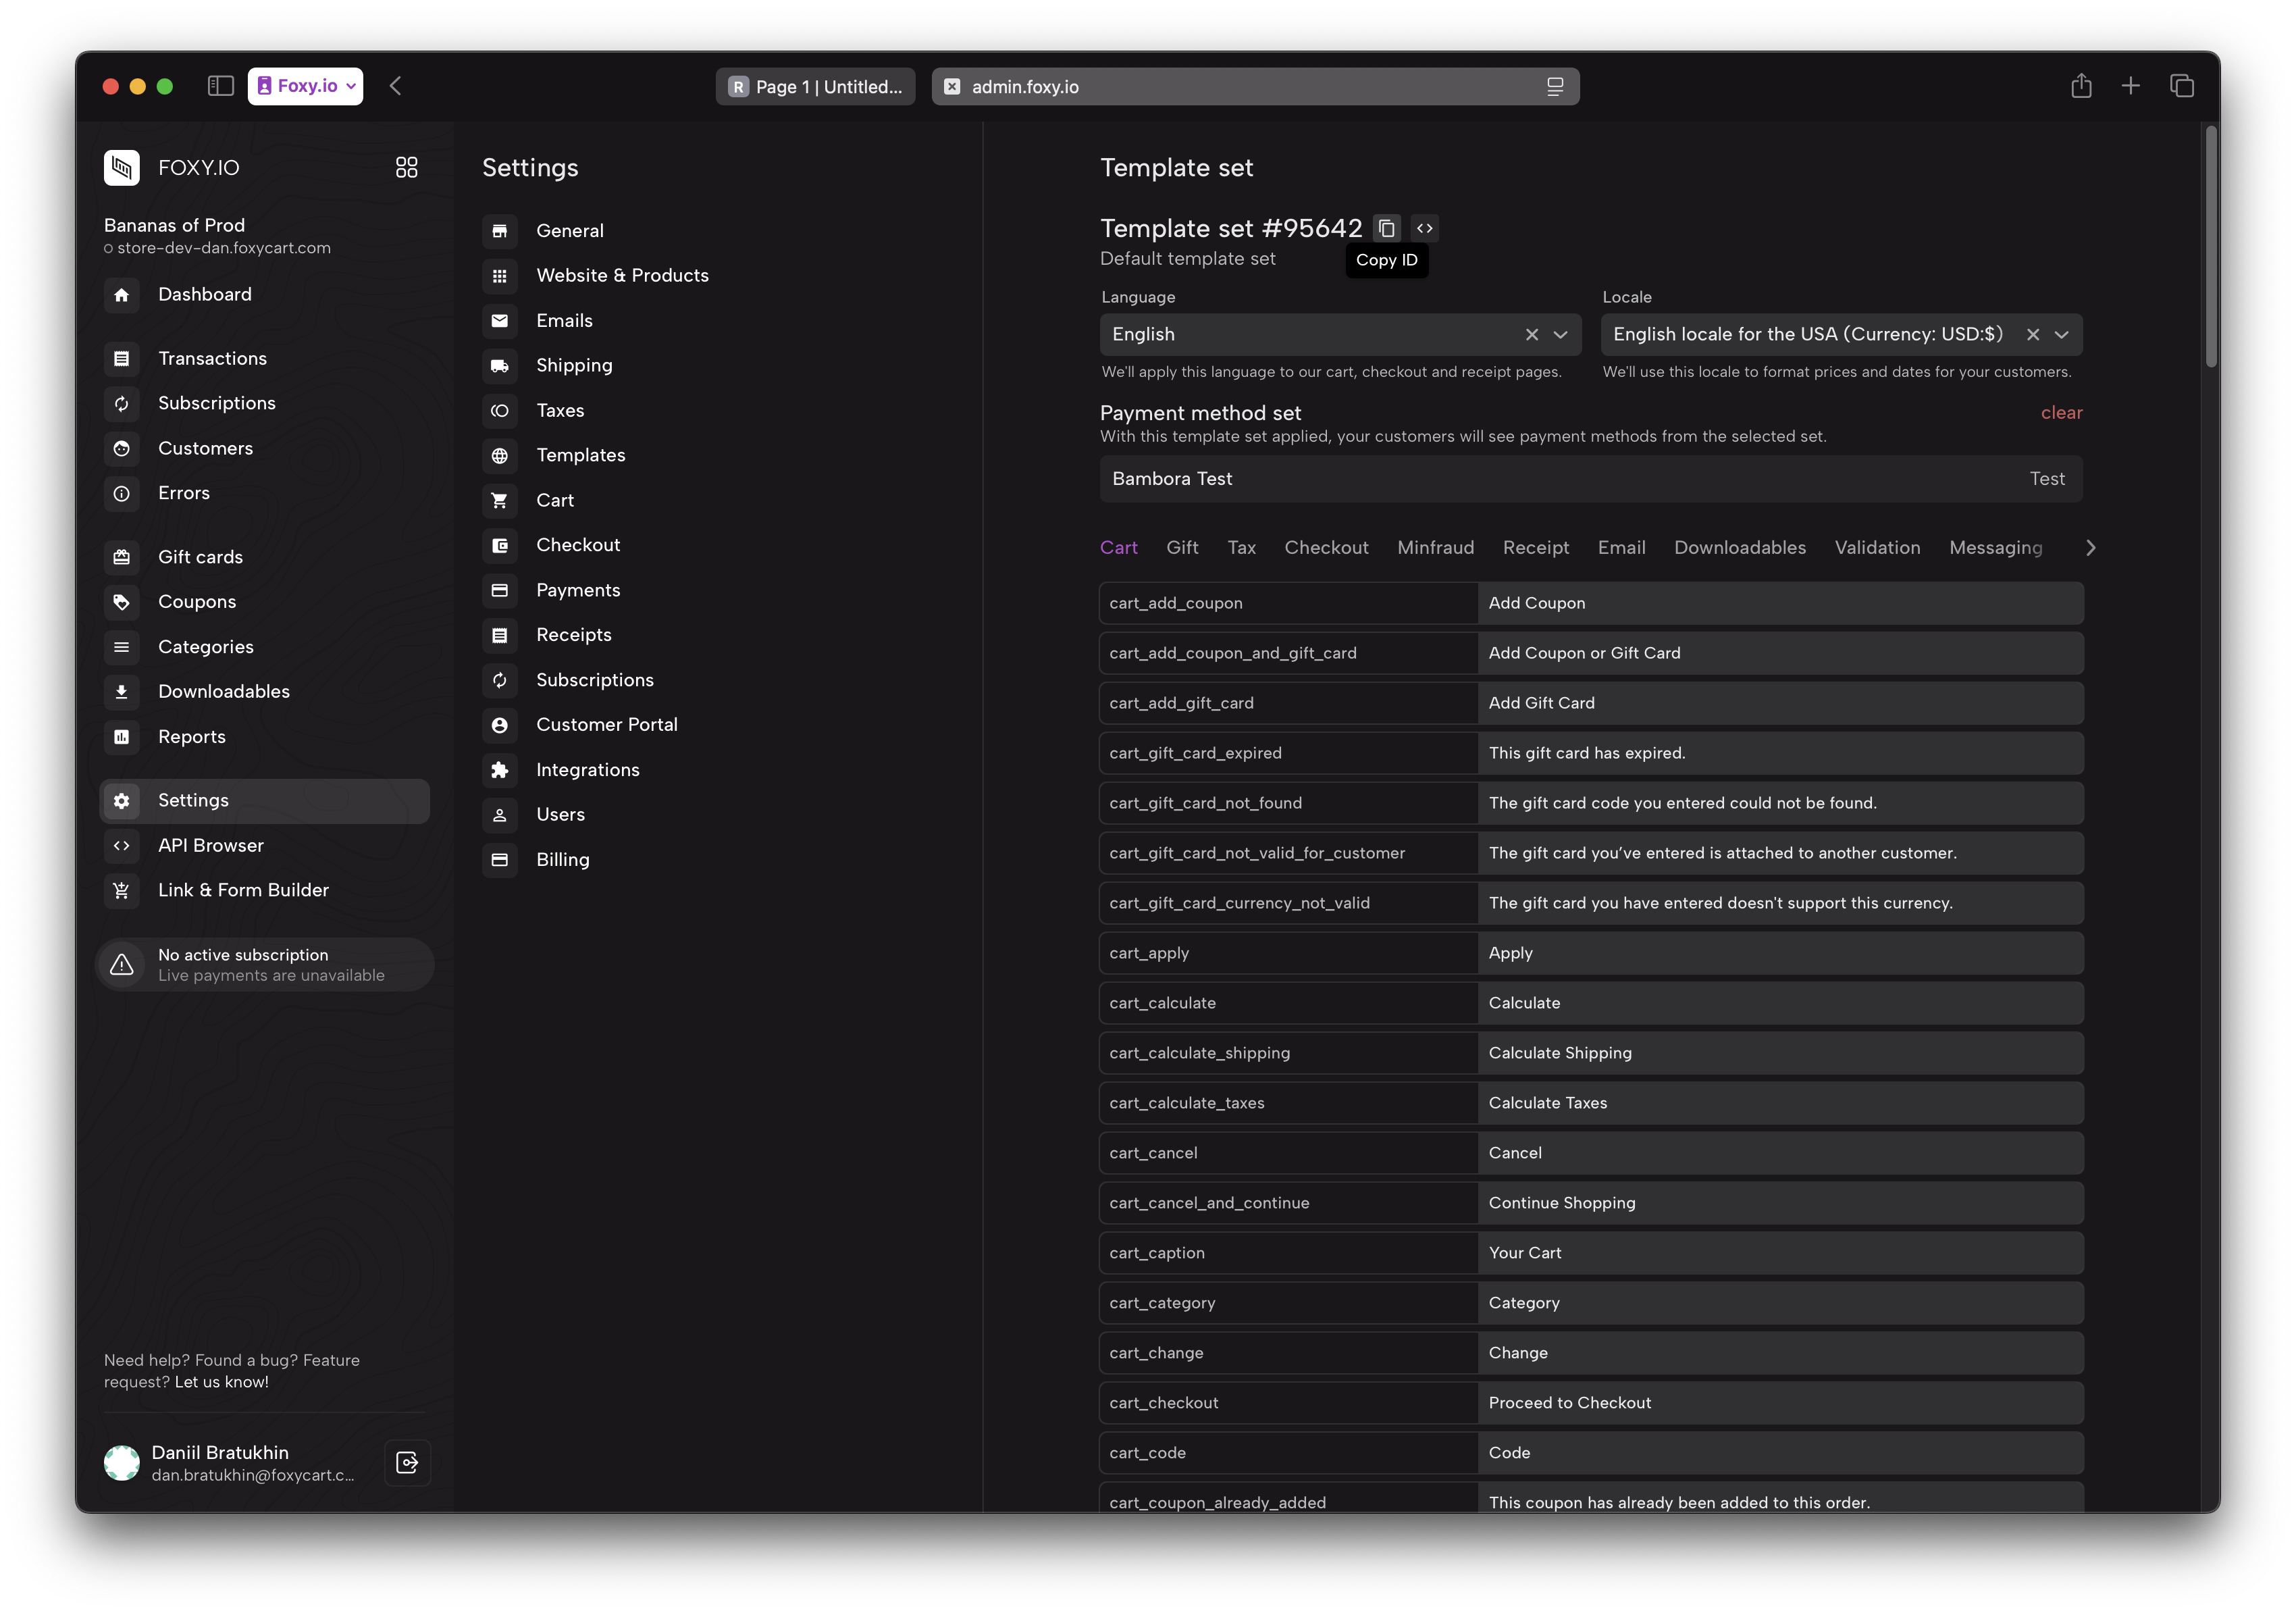 Foxy.io
R Page 1 | Untitled...
admin.foxy.io
FOXY.IO
Bananas of Prod
store-dev-dan.foxycart.com
Dashboard
Transactions
Subscriptions
Customers
Errors
Gift cards
Coupons
Categories
Downloadables
Reports
Settings
API Browser
Link & Form Builder
No active subscription
Live payments are unavailable
Need help? Found a bug? Feature
request? Let us know!
Daniil Bratukhin
dan.bratukhin@foxycart.c...
Settings
General
Website & Products
Emails
Shipping
Taxes
Templates
Cart
Checkout
Payments
Receipts
Subscriptions
Customer Portal
Integrations
Users
Billing
Template set
Template set #95642
Default template set
Copy ID
Language
English
We'll apply this language to our cart, checkout and receipt pages.
Locale
English locale for the USA (Currency: USD:$)
We'll use this locale to format prices and dates for your customers.
Payment method set
clear
With this template set applied, your customers will see payment methods from the selected set.
Bambora Test
Test
Cart Gift Tax Checkout Minfraud Receipt Email Downloadables Validation Messaging
cart_add_coupon Add Coupon
cart_add_coupon_and_gift_card Add Coupon or Gift Card
cart_add_gift_card Add Gift Card
cart_gift_card_expired This gift card has expired.
cart_gift_card_not_found The gift card code you entered could not be found.
cart_gift_card_not_valid_for_customer The gift card you’ve entered is attached to another customer.
cart_gift_card_currency_not_valid The gift card you have entered doesn't support this currency.
cart_apply Apply
cart_calculate Calculate
cart_calculate_shipping Calculate Shipping
cart_calculate_taxes Calculate Taxes
cart_cancel Cancel
cart_cancel_and_continue Continue Shopping
cart_caption Your Cart
cart_category Category
cart_change Change
cart_checkout Proceed to Checkout
cart_code Code
cart_coupon_already_added This coupon has already been added to this order.